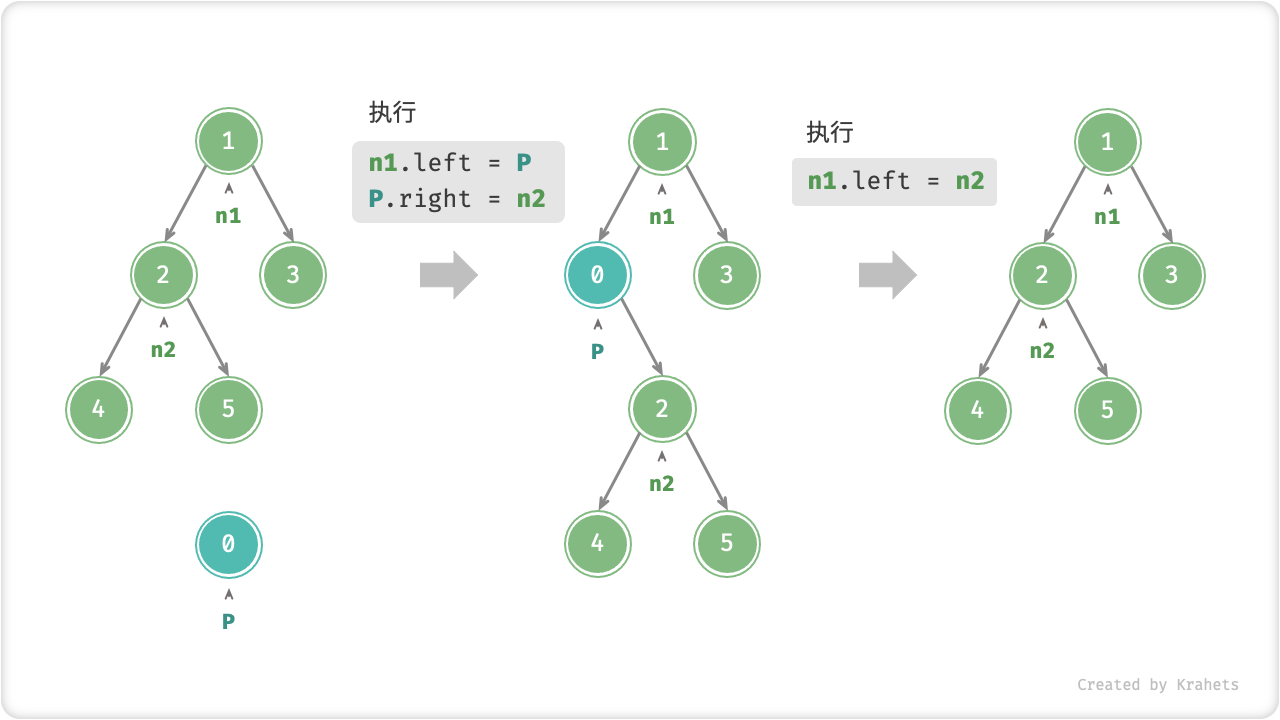 1
n1
2
3
n2
4
5
0
P
执行
n1.left = P
P.right = n2
1
n1
0
3
P
2
n2
4
5
执行
n1.left = n2
1
n1
2
3
n2
4
5
Created by Krahets